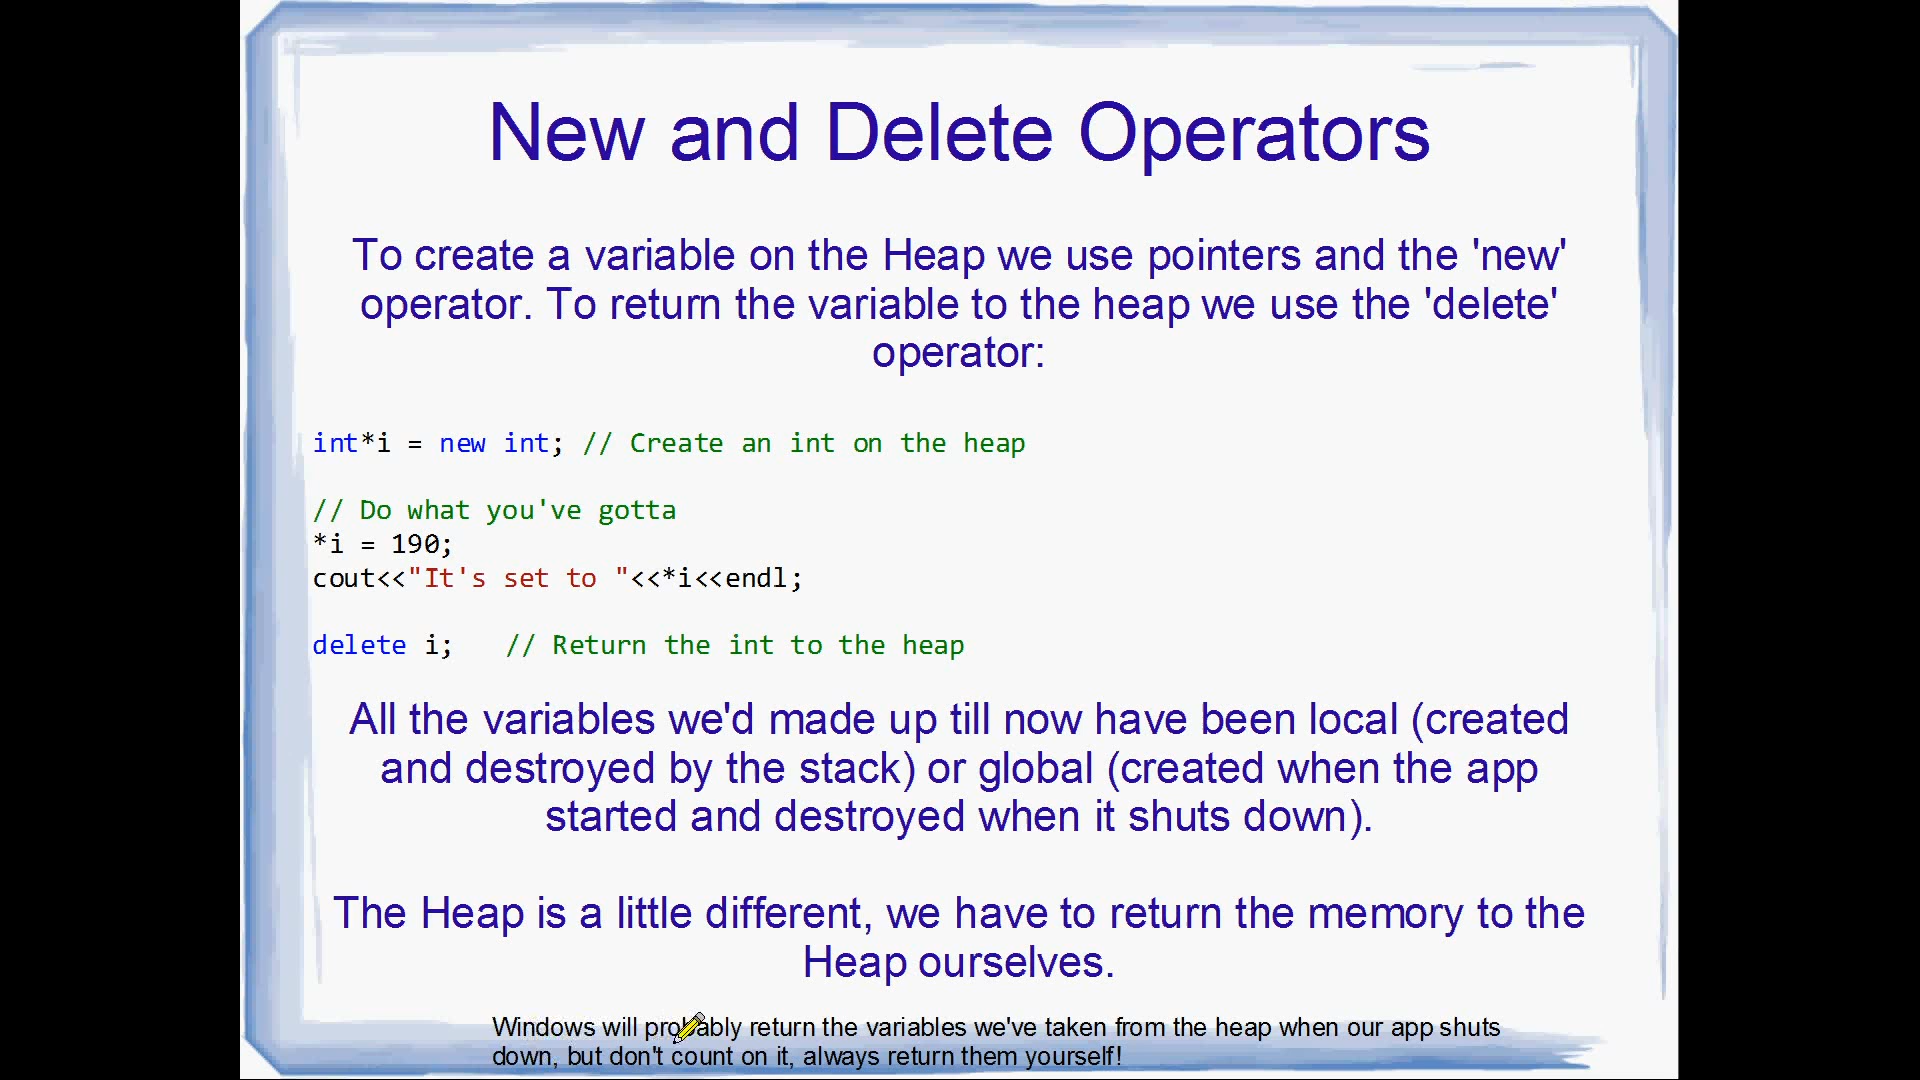 New and Delete Operators
To create a variable on the Heap we use pointers and the 'new'
operator. To return the variable to the heap we use the 'delete'
operator:
int*i = new int; // Create an int on the heap
// Do what you've gotta
*i = 190;
cout<<"It's set to "<<*i<<endl;
delete i;   // Return the int to the heap
All the variables we'd made up till now have been local (created
and destroyed by the stack) or global (created when the app
started and destroyed when it shuts down).
The Heap is a little different, we have to return the memory to the
Heap ourselves.
Windows will probably return the variables we've taken from the heap when our app shuts
down, but don't count on it, always return them yourself!